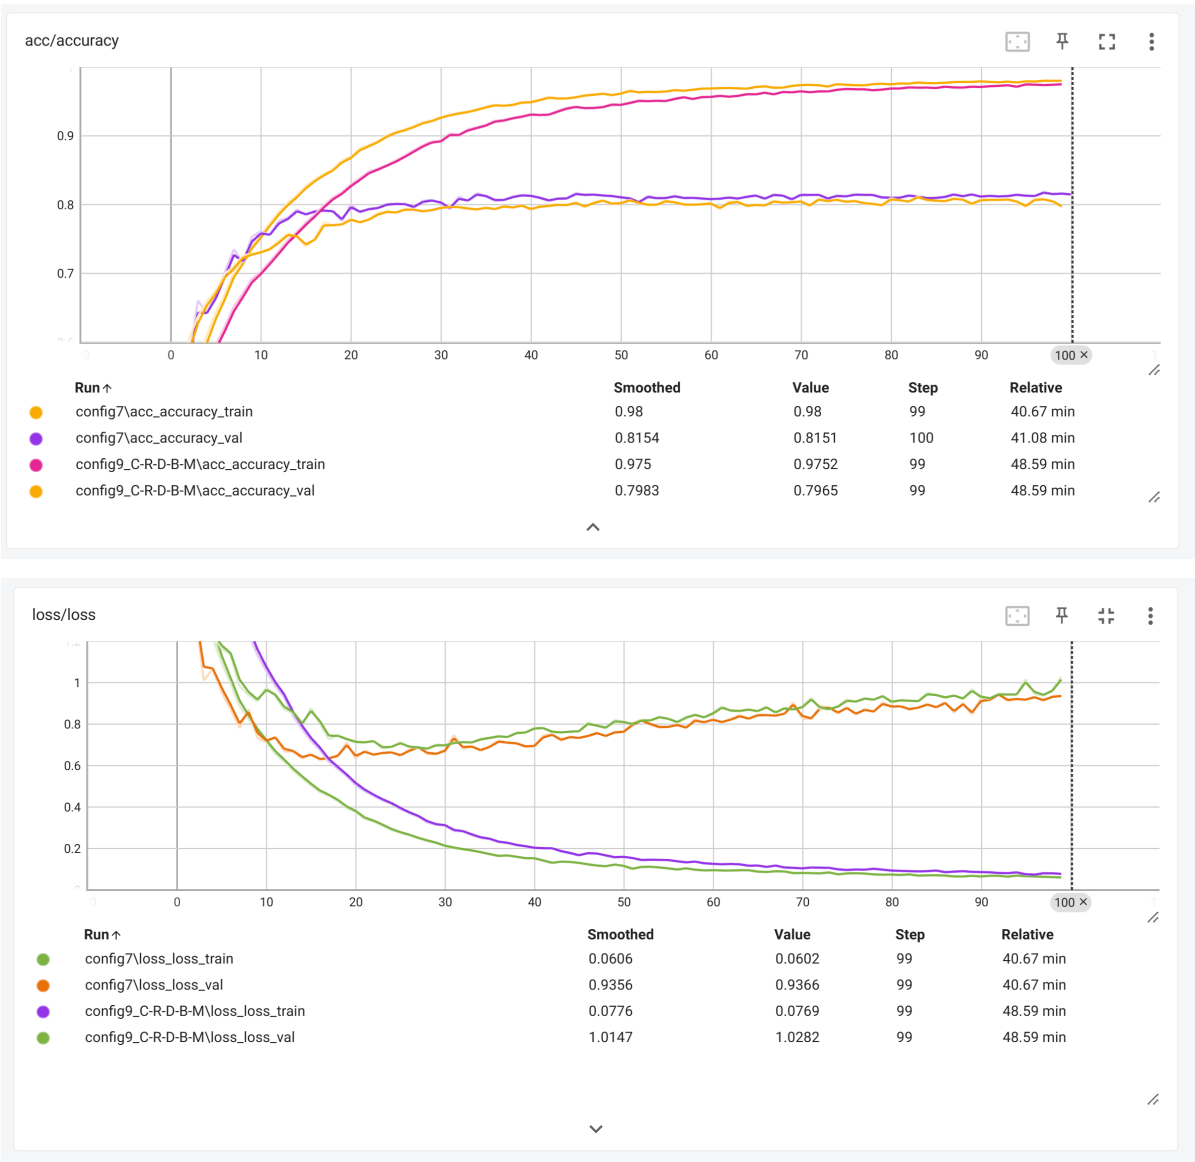 acc/accuracy
0.9
0.8
0.7
0 10 20 30 40 50 60 70 80 90 100 ×
Run↑ Smoothed Value Step Relative
config7\acc_accuracy_train 0.98 0.98 99 40.67 min
config7\acc_accuracy_val 0.8154 0.8151 100 41.08 min
config9_C-R-D-B-M\acc_accuracy_train 0.975 0.9752 99 48.59 min
config9_C-R-D-B-M\acc_accuracy_val 0.7983 0.7965 99 48.59 min
loss/loss
1
0.8
0.6
0.4
0.2
0 10 20 30 40 50 60 70 80 90 100 ×
Run↑ Smoothed Value Step Relative
config7\loss_loss_train 0.0606 0.0602 99 40.67 min
config7\loss_loss_val 0.9356 0.9366 99 40.67 min
config9_C-R-D-B-M\loss_loss_train 0.0776 0.0769 99 48.59 min
config9_C-R-D-B-M\loss_loss_val 1.0147 1.0282 99 48.59 min